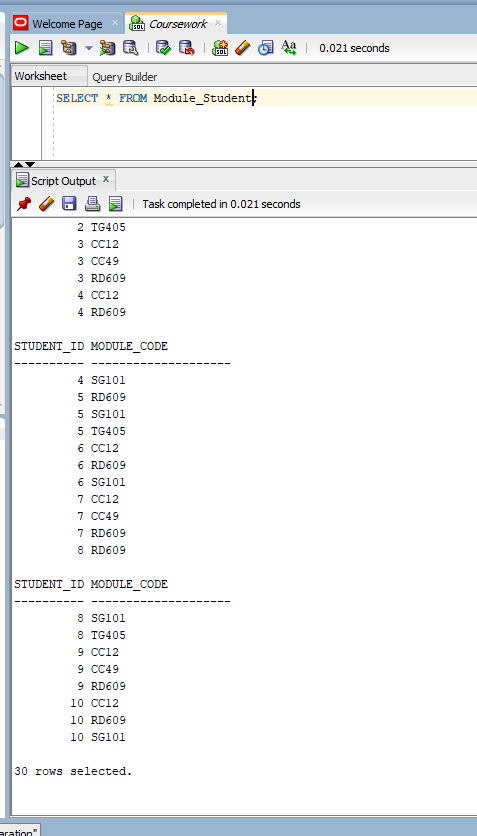 Welcome Page Coursework
0.021 seconds
Worksheet Query Builder
SELECT * FROM Module_Student;
Script Output x
Task completed in 0.021 seconds
2 TG405
3 CC12
3 CC49
3 RD609
4 CC12
4 RD609
STUDENT_ID MODULE_CODE
---------- --------------------
4 SG101
5 RD609
5 SG101
5 TG405
6 CC12
6 RD609
6 SG101
7 CC12
7 CC49
7 RD609
8 RD609
STUDENT_ID MODULE_CODE
---------- --------------------
8 SG101
8 TG405
9 CC12
9 CC49
9 RD609
10 CC12
10 RD609
10 SG101
30 rows selected.